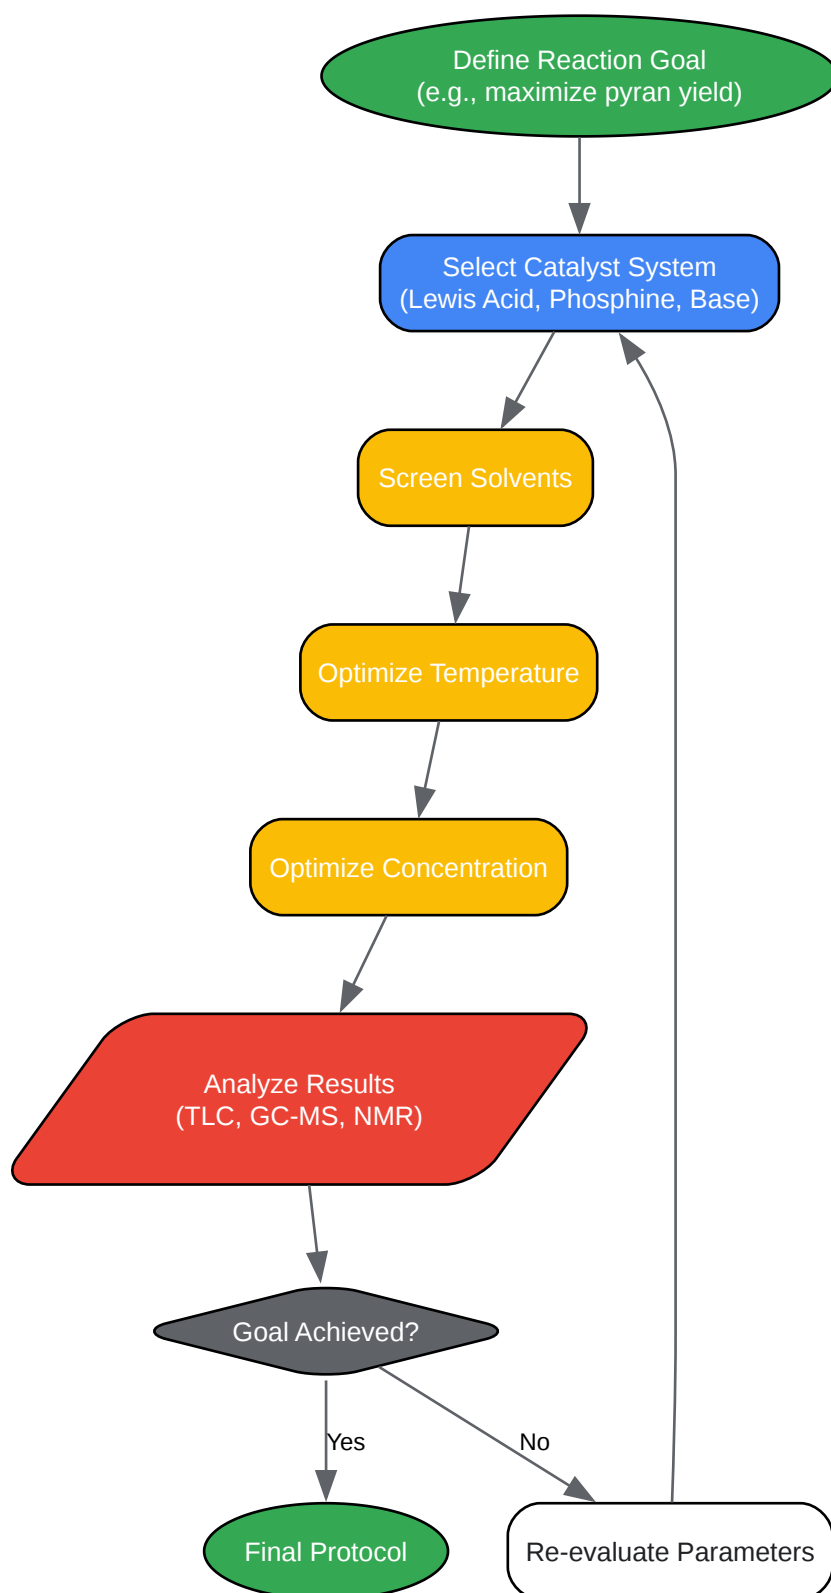 Define Reaction Goal
(e.g., maximize pyran yield)
Select Catalyst System
(Lewis Acid, Phosphine, Base)
Screen Solvents
Optimize Temperature
Optimize Concentration
Analyze Results
(TLC, GC-MS, NMR)
Goal Achieved?
Yes
No
Final Protocol
Re-evaluate Parameters